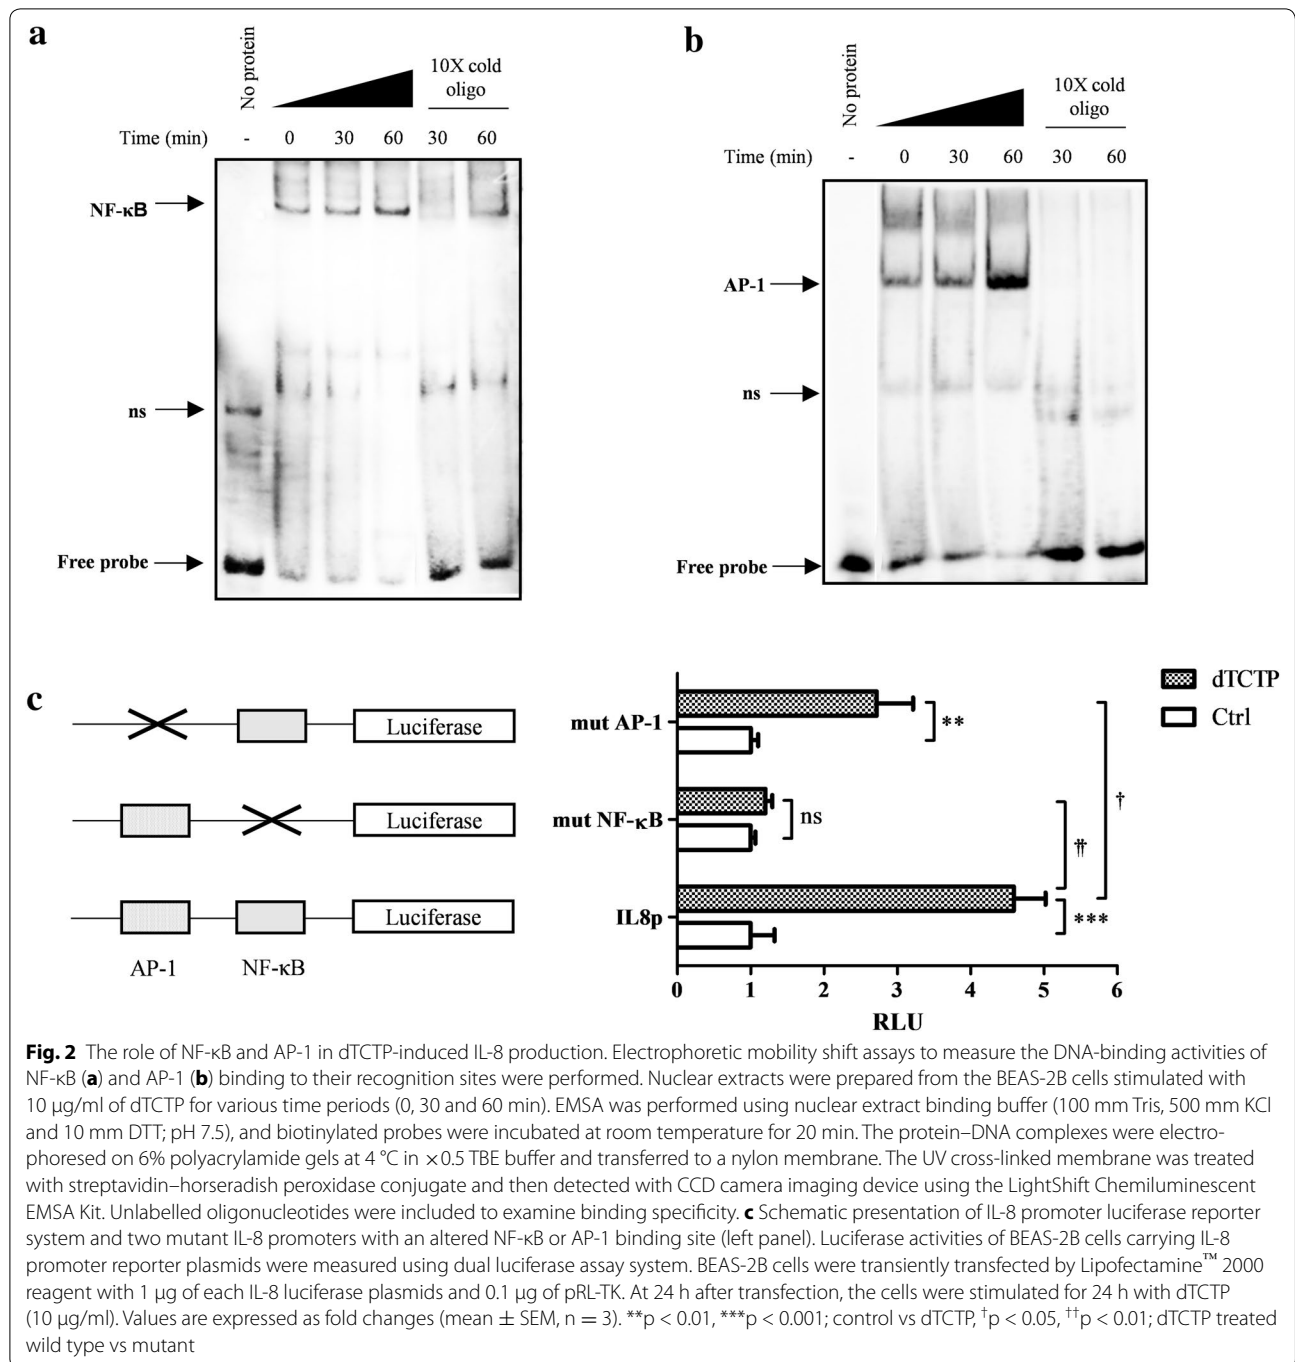 a
No protein
10X cold
oligo
Time (min) - 0 30 60 30 60
NF-κB
ns
Free probe
b
No protein
10X cold
oligo
Time (min) - 0 30 60 30 60
AP-1
ns
Free probe
c
Luciferase
Luciferase
Luciferase
AP-1 NF-κB
dTCTP
Ctrl
mut AP-1
**
†
mut NF-κB
ns
††
IL8p
***
0 1 2 3 4 5 6
RLU
Fig. 2 The role of NF-κB and AP-1 in dTCTP-induced IL-8 production. Electrophoretic mobility shift assays to measure the DNA-binding activities of
NF-κB (a) and AP-1 (b) binding to their recognition sites were performed. Nuclear extracts were prepared from the BEAS-2B cells stimulated with
10 µg/ml of dTCTP for various time periods (0, 30 and 60 min). EMSA was performed using nuclear extract binding buffer (100 mm Tris, 500 mm KCl
and 10 mm DTT; pH 7.5), and biotinylated probes were incubated at room temperature for 20 min. The protein–DNA complexes were electro-
phoresed on 6% polyacrylamide gels at 4 °C in ×0.5 TBE buffer and transferred to a nylon membrane. The UV cross-linked membrane was treated
with streptavidin–horseradish peroxidase conjugate and then detected with CCD camera imaging device using the LightShift Chemiluminescent
EMSA Kit. Unlabelled oligonucleotides were included to examine binding specificity. c Schematic presentation of IL-8 promoter luciferase reporter
system and two mutant IL-8 promoters with an altered NF-κB or AP-1 binding site (left panel). Luciferase activities of BEAS-2B cells carrying IL-8
promoter reporter plasmids were measured using dual luciferase assay system. BEAS-2B cells were transiently transfected by Lipofectamine™ 2000
reagent with 1 µg of each IL-8 luciferase plasmids and 0.1 µg of pRL-TK. At 24 h after transfection, the cells were stimulated for 24 h with dTCTP
(10 µg/ml). Values are expressed as fold changes (mean ± SEM, n = 3). **p < 0.01, ***p < 0.001; control vs dTCTP, †p < 0.05, ††p < 0.01; dTCTP treated
wild type vs mutant